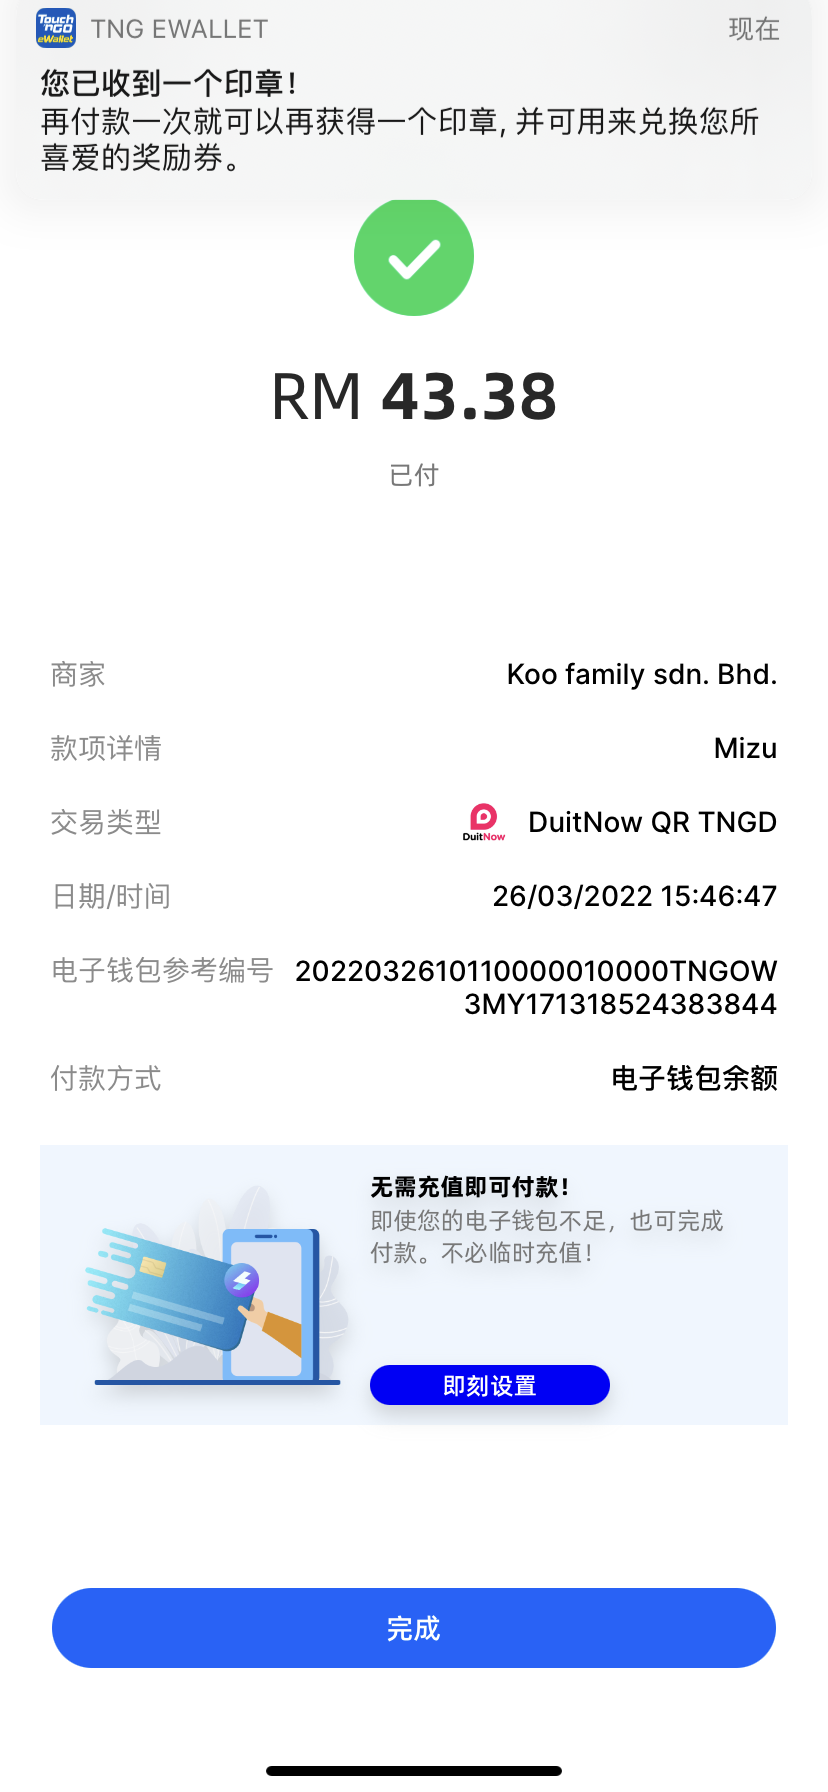 Touch
'nGO
eWallet
TNG EWALLET
现在
您已收到一个印章！
再付款一次就可以再获得一个印章, 并可用来兑换您所
喜爱的奖励券。
RM 43.38
已付
商家
Koo family sdn. Bhd.
款项详情
Mizu
交易类型
DuitNow
DuitNow QR TNGD
日期/时间
26/03/2022 15:46:47
电子钱包参考编号
2022032610110000010000TNGOW
3MY171318524383844
付款方式
电子钱包余额
无需充值即可付款！
即使您的电子钱包不足，也可完成
付款。不必临时充值！
即刻设置
完成